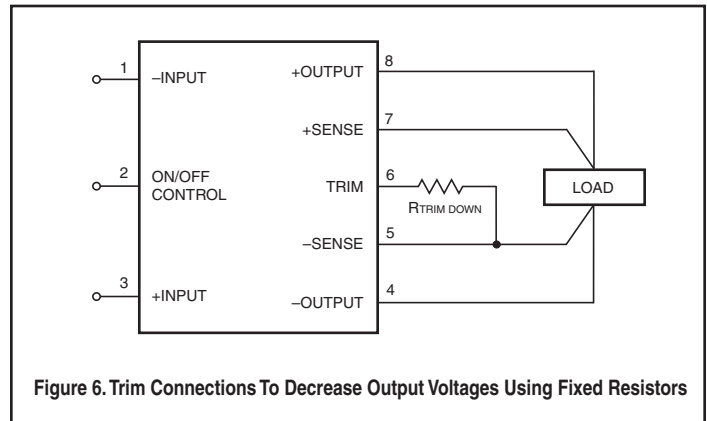 1 –INPUT +OUTPUT 8
+SENSE 7
2 ON/OFF
CONTROL
TRIM 6
RTRIM DOWN
LOAD
–SENSE 5
3 +INPUT –OUTPUT 4
Figure 6. Trim Connections To Decrease Output Voltages Using Fixed Resistors